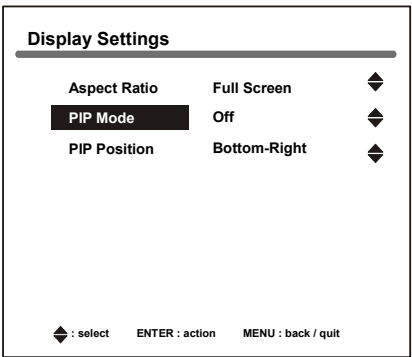 Display Settings
Aspect Ratio Full Screen
PIP Mode Off
PIP Position Bottom-Right
: select ENTER : action MENU : back / quit